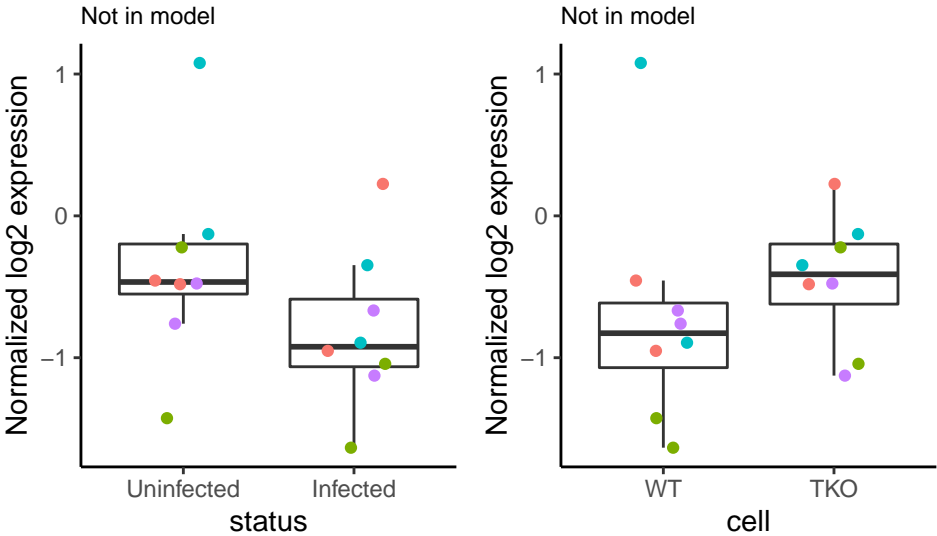 Not in model
Normalized log2 expression
1
0
−1
Uninfected
Infected
status
Not in model
Normalized log2 expression
1
0
−1
WT
TKO
cell